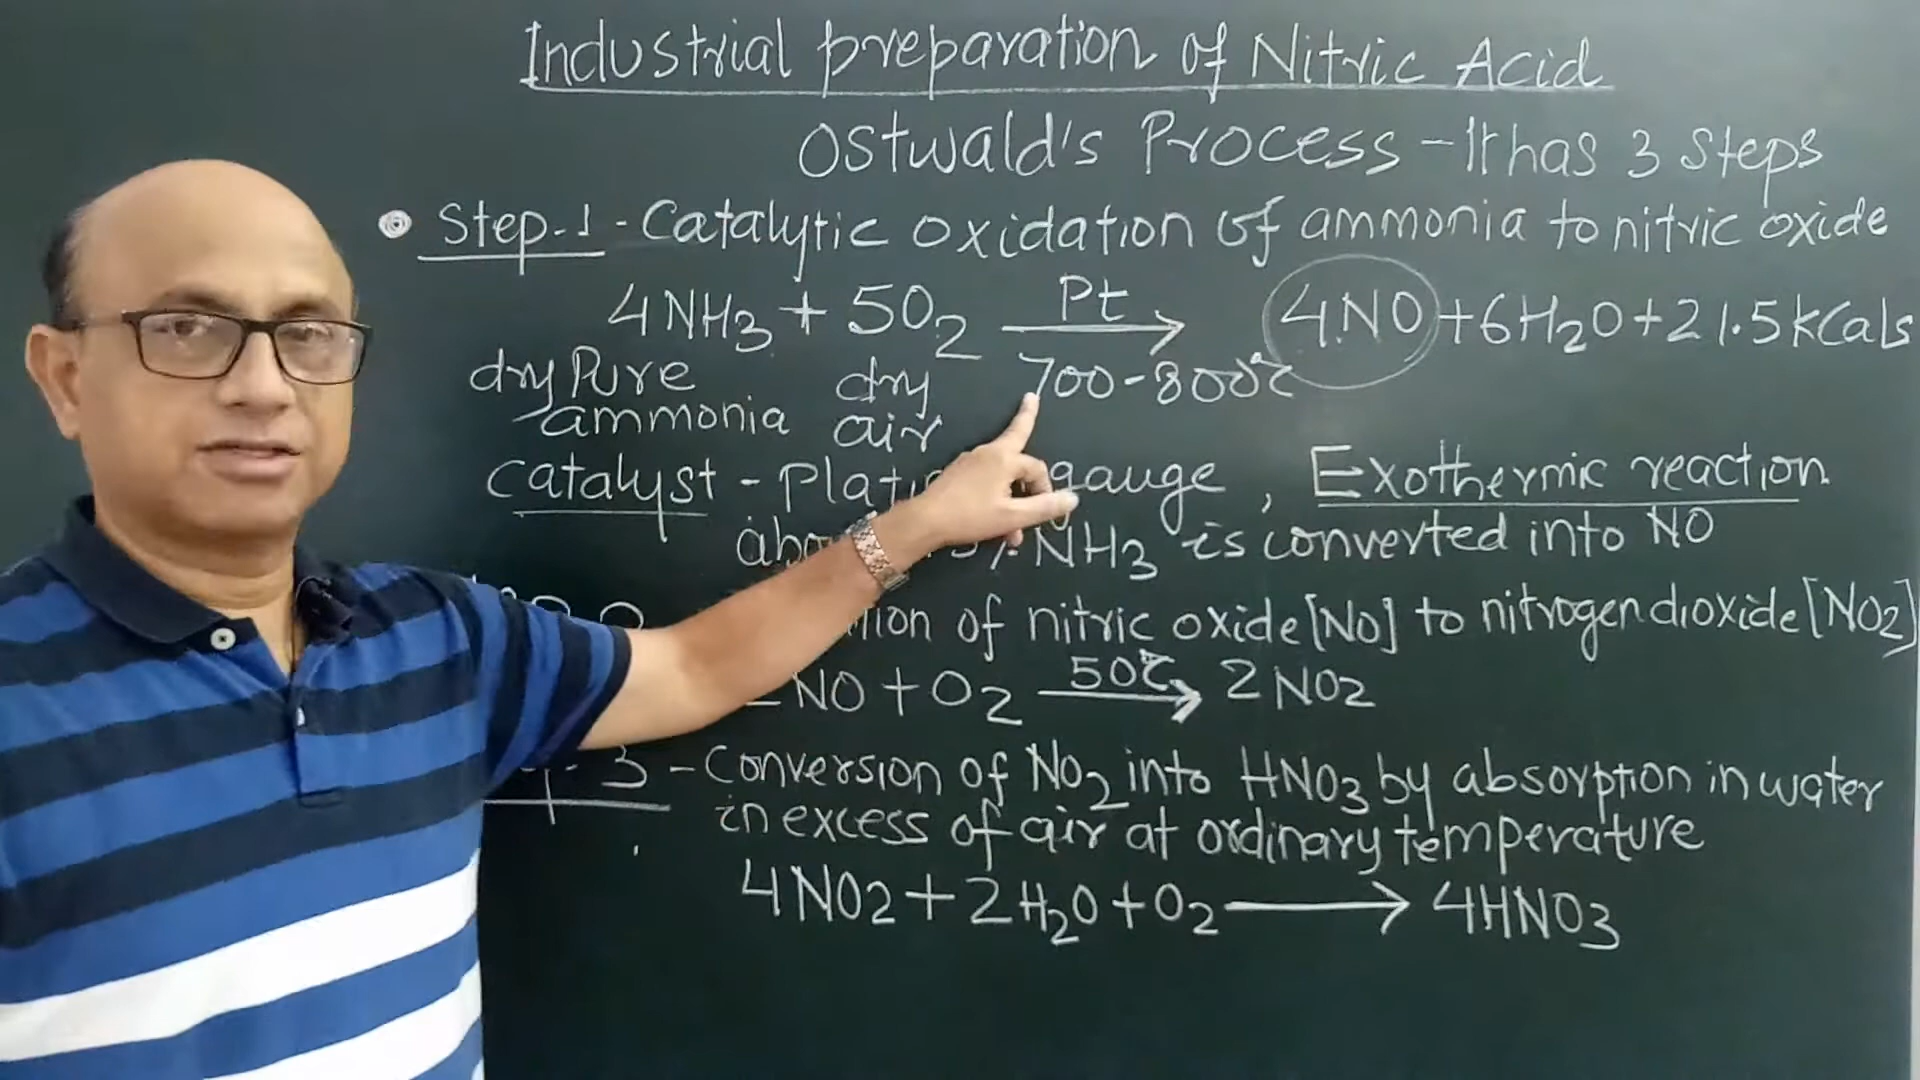 Industrial preparation of Nitric Acid
Ostwald's Process - It has 3 Steps
Step-1 - Catalytic oxidation of ammonia to nitric oxide
4NH3 + 5O2 Pt→ 4NO + 6H2O + 21.5 kCals
dry Pure ammonia dry air 700-800°C
Catalyst - gauge, Exothermic reaction
NH3 is converted into NO
of nitric oxide [NO] to nitrogendioxide [NO2]
NO + O2 50°C→ 2NO2
3 - Conversion of NO2 into HNO3 by absorption in water
in excess of air at ordinary temperature
4NO2 + 2H2O + O2 → 4HNO3